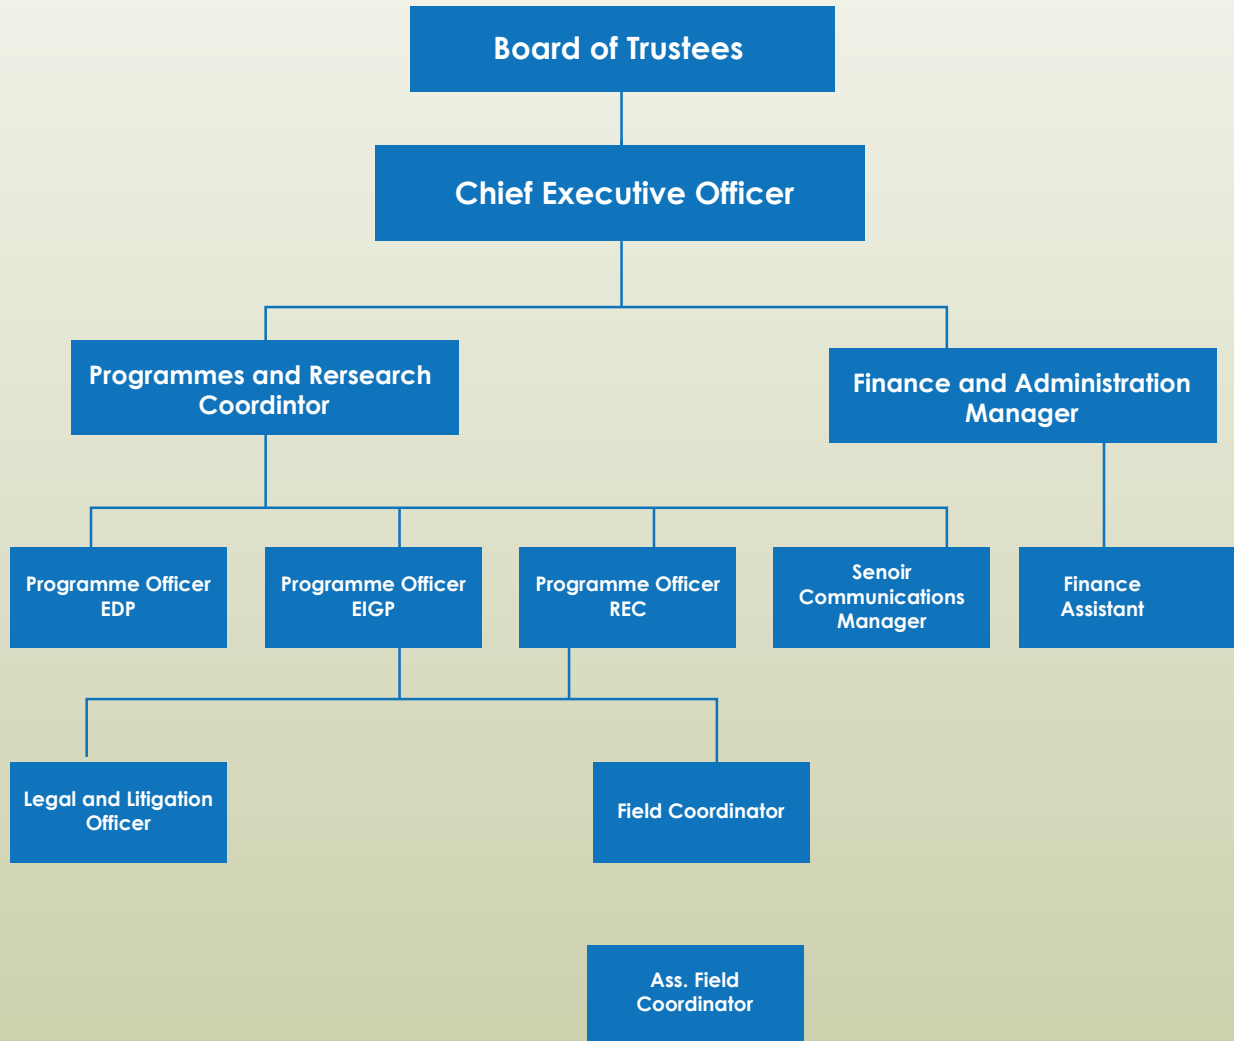 Board of Trustees
Chief Executive Officer
Programmes and Rersearch
Coordintor
Finance and Administration
Manager
Programme Officer
EDP
Programme Officer
EIGP
Programme Officer
REC
Senoir
Communications
Manager
Finance
Assistant
Legal and Litigation
Officer
Field Coordinator
Ass. Field
Coordinator